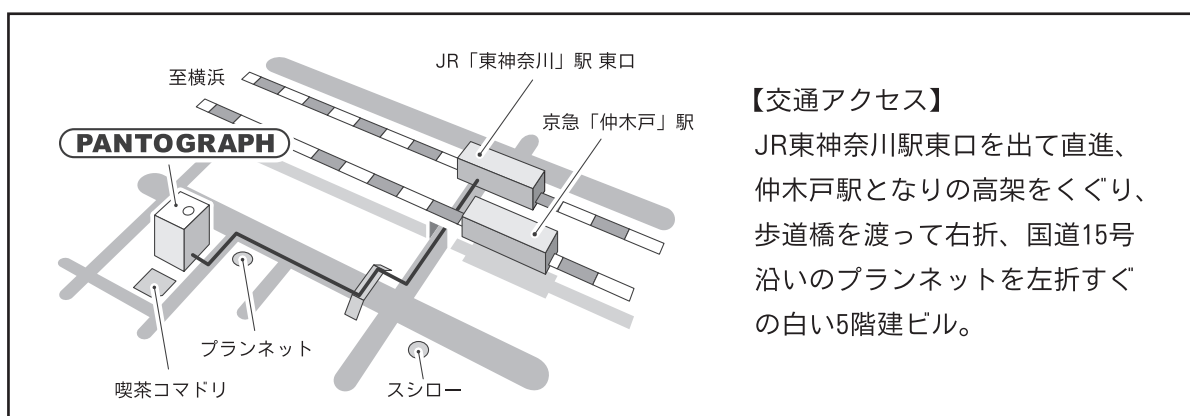 JR「東神奈川」駅 東口
至横浜
京急「仲木戸」駅
PANTOGRAPH
プランネット
喫茶コマドリ
スシロー
【交通アクセス】
JR東神奈川駅東口を出て直進、
仲木戸駅となりの高架をくぐり、
歩道橋を渡って右折、国道15号
沿いのプランネットを左折すぐ
の白い5階建ビル。